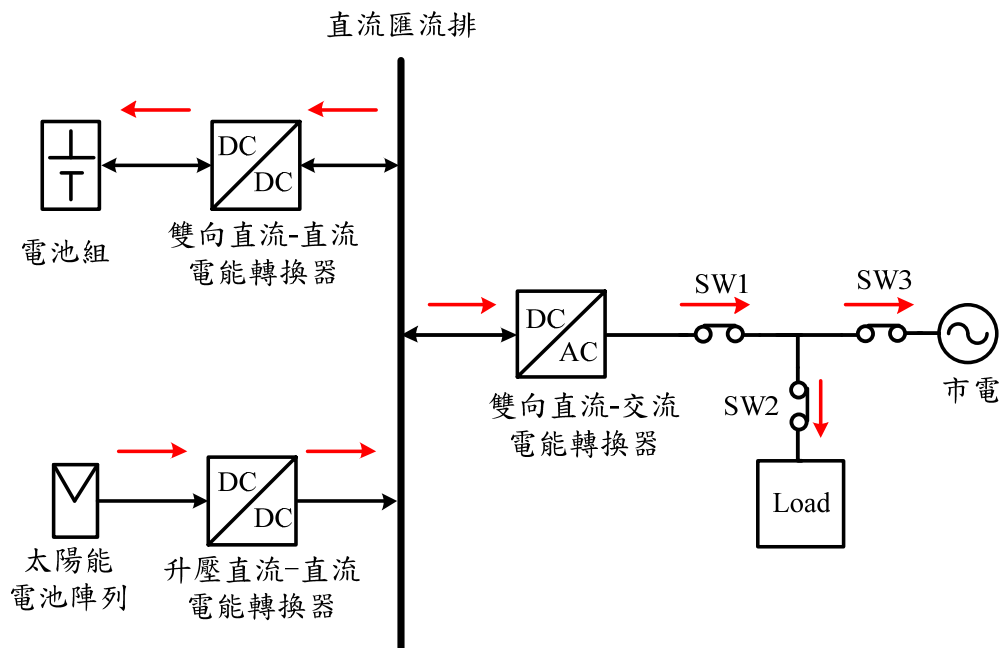 直流匯流排
DC
DC
電池組
雙向直流-直流
電能轉換器
SW1
SW3
DC
AC
市電
雙向直流-交流
電能轉換器
SW2
DC
DC
Load
太陽能
電池陣列
升壓直流-直流
電能轉換器